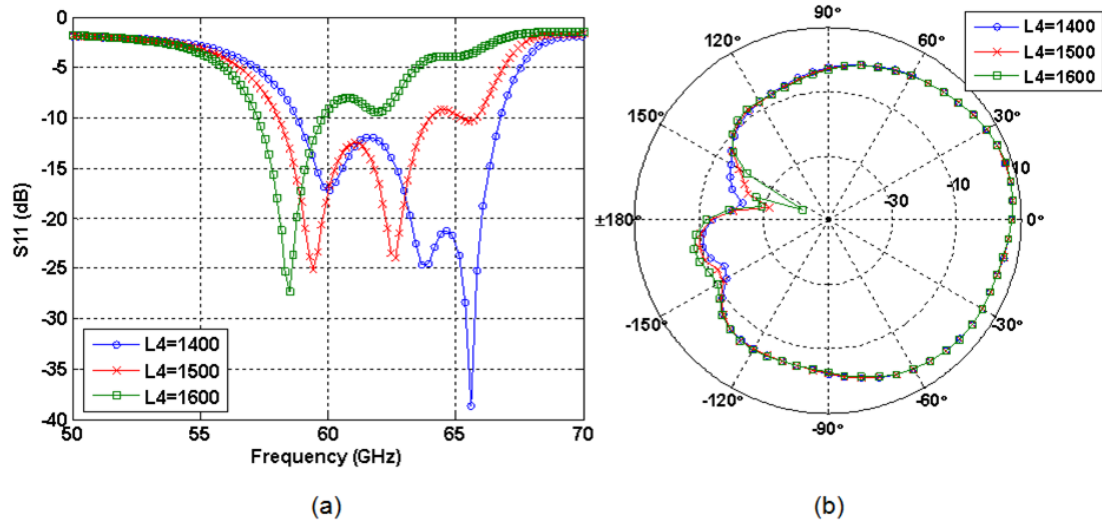 0
-5
-10
-15
-20
-25
-30
-35
-40
S11 (dB)
50
55
60
65
70
Frequency (GHz)
L4=1400
L4=1500
L4=1600
(a)
90°
60°
30°
0°
-30°
-60°
-90°
-120°
-150°
±180°
150°
120°
10
-10
-30
L4=1400
L4=1500
L4=1600
(b)